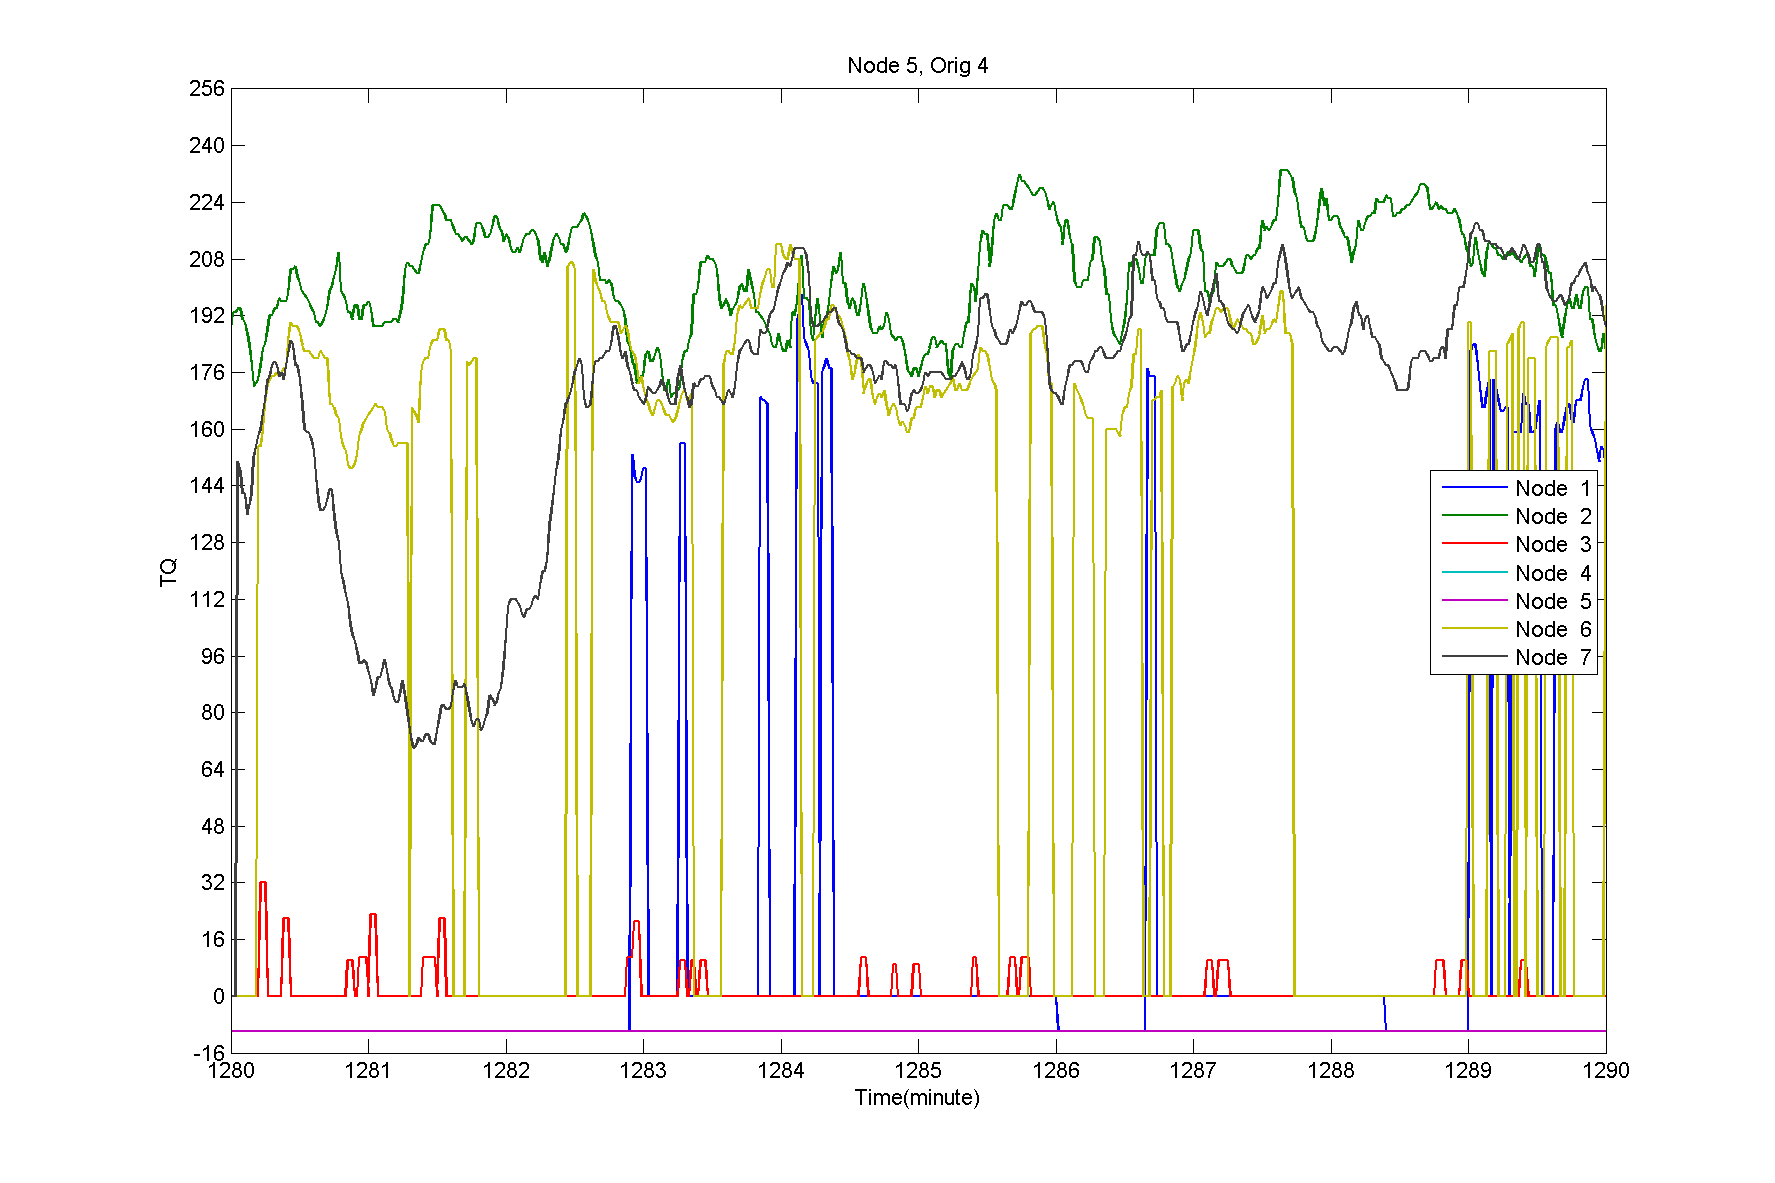 Node 5, Orig 4
256
240
224
208
192
176
160
144
128
112
96
80
64
48
32
16
0
-16
TQ
Node 1
Node 2
Node 3
Node 4
Node 5
Node 6
Node 7
1280 1281 1282 1283 1284 1285 1286 1287 1288 1289 1290
Time(minute)